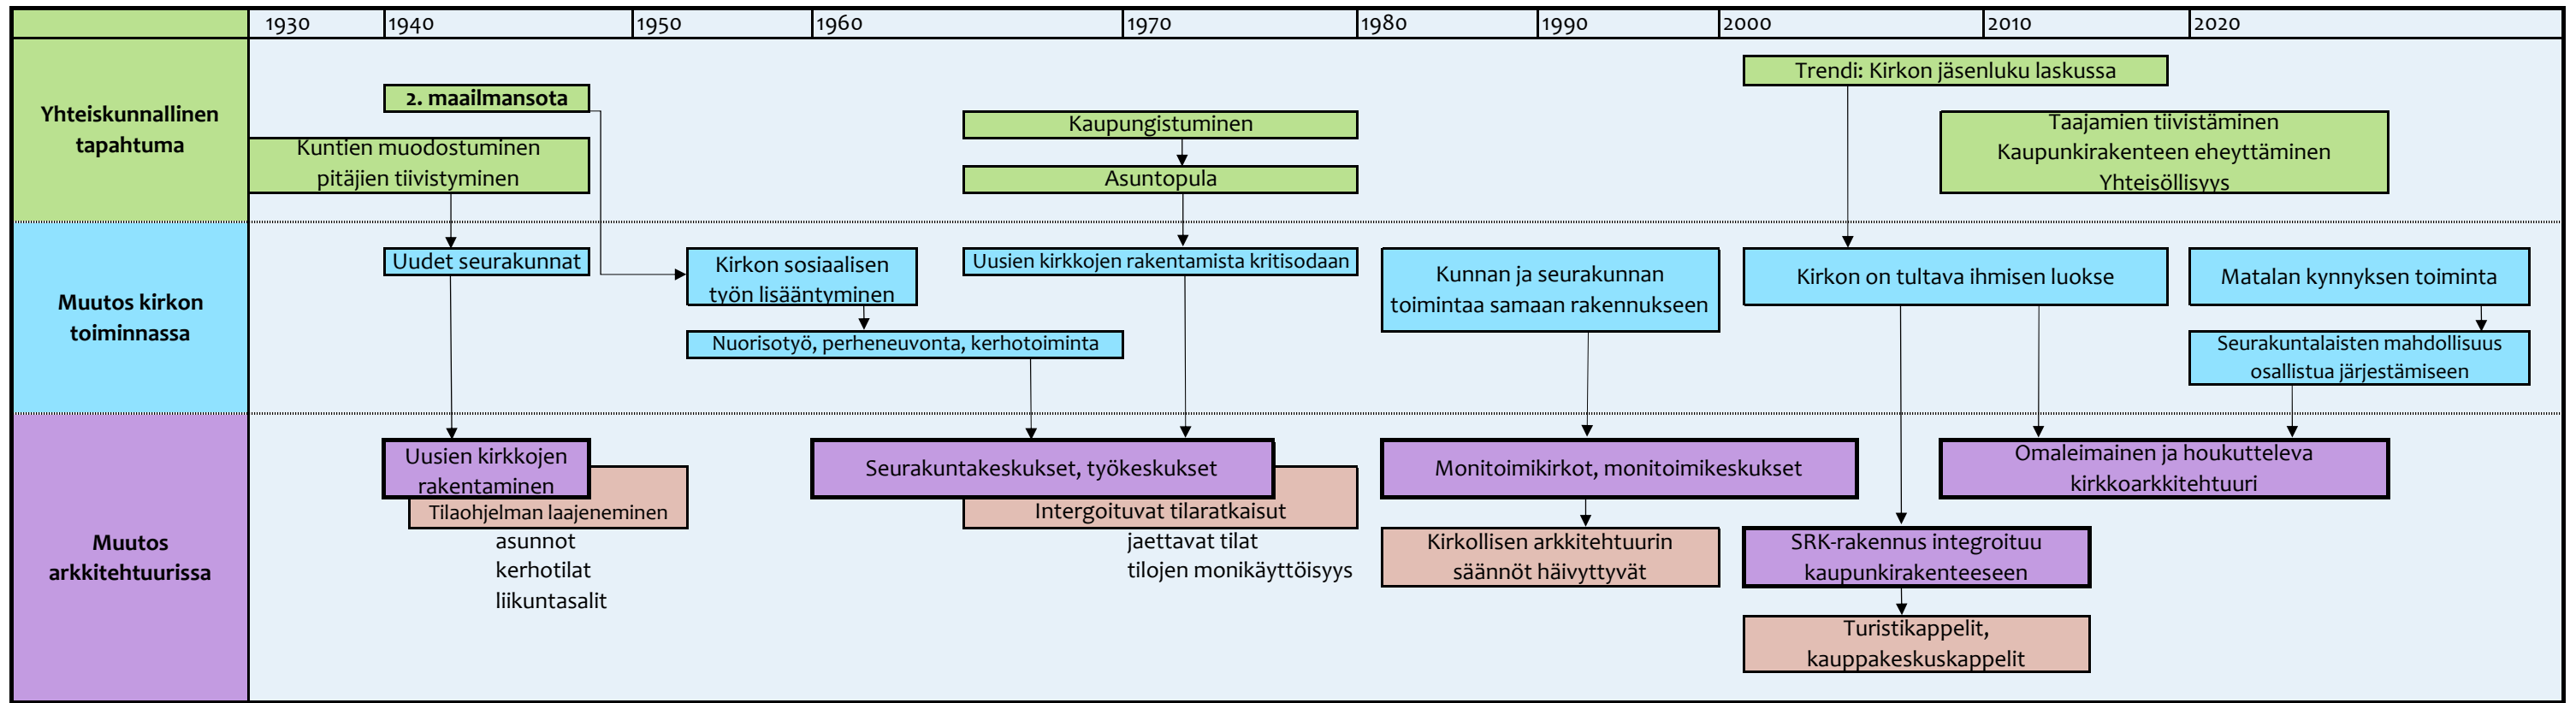 1930 1940 1950 1960 1970 1980 1990 2000 2010 2020
Yhteiskunnallinen
tapahtuma
2. maailmansota
Kuntien muodostuminen
pitäjien tiivistyminen
Kaupungistuminen
Asuntopula
Trendi: Kirkon jäsenluku laskussa
Taajamien tiivistäminen
Kaupunkirakenteen eheyttäminen
Yhteisöllisyys
Muutos kirkon
toiminnassa
Uudet seurakunnat
Kirkon sosiaalisen
työn lisääntyminen
Nuorisotyö, perheneuvonta, kerhotoiminta
Uusien kirkkojen rakentamista kritisodaan
Kunnan ja seurakunnan
toimintaa samaan rakennukseen
Kirkon on tultava ihmisen luokse
Matalan kynnyksen toiminta
Seurakuntalaisten mahdollisuus
osallistua järjestämiseen
Muutos
arkkitehtuurissa
Uusien kirkkojen
rakentaminen
Tilaohjelman laajeneminen
asunnot
kerhotilat
liikuntasalit
Seurakuntakeskukset, työkeskukset
Intergoituvat tilaratkaisut
jaettavat tilat
tilojen monikäyttöisyys
Monitoimikirkot, monitoimikeskukset
Kirkollisen arkkitehtuurin
säännöt häivyttyvät
SRK-rakennus integroituu
kaupunkirakenteeseen
Turistikappelit,
kauppakeskuskappelit
Omaleimainen ja houkutteleva
kirkkoarkkitehtuuri